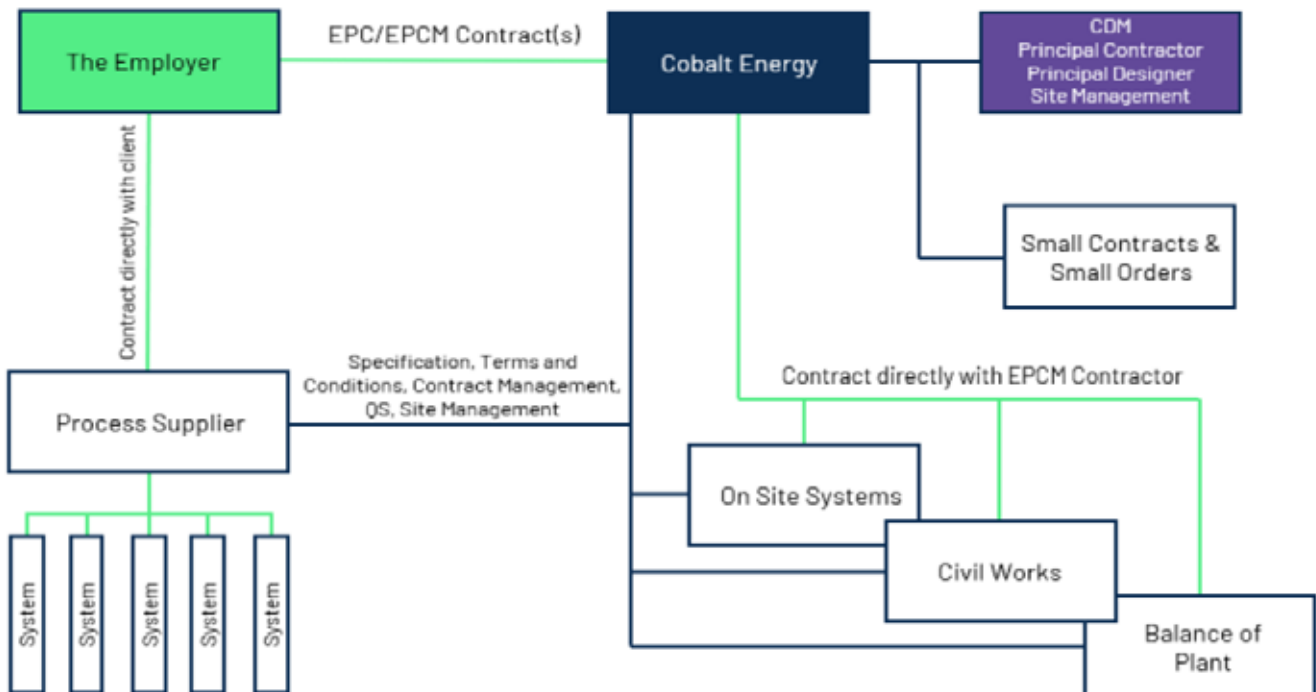 The Employer
EPC/EPCM Contract(s)
Cobalt Energy
CDM
Principal Contractor
Principal Designer
Site Management
Contract directly with client
Small Contracts &
Small Orders
Specification, Terms and
Conditions, Contract Management,
QS, Site Management
Contract directly with EPCM Contractor
Process Supplier
On Site Systems
Civil Works
Balance of
Plant
System
System
System
System
System